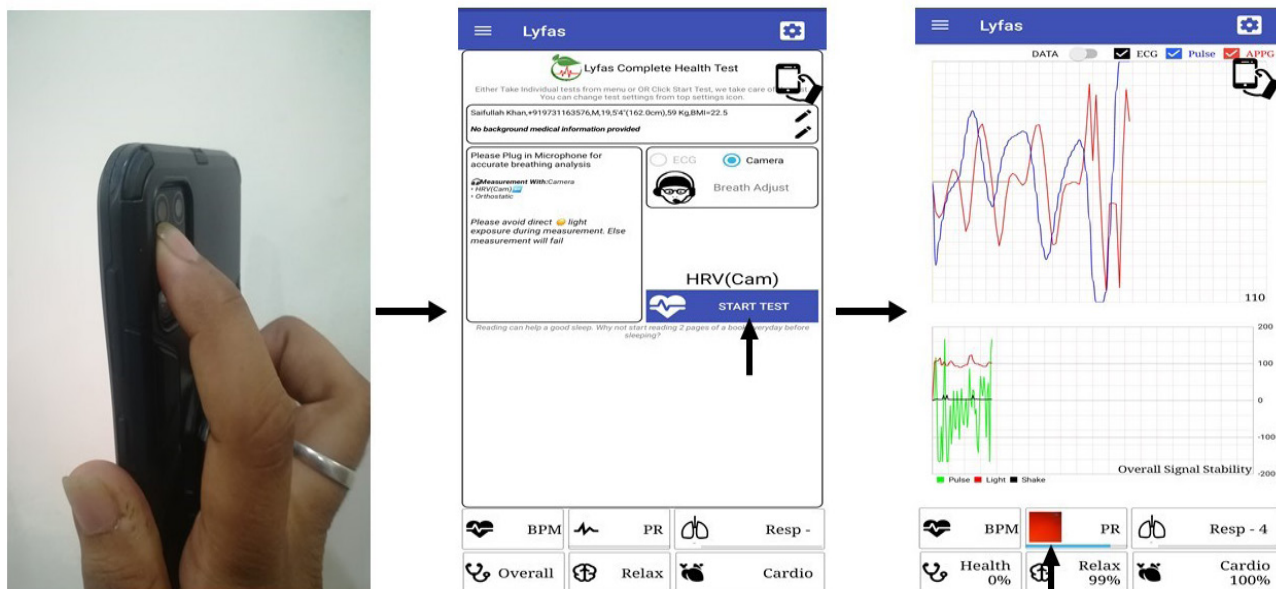 Lyfas
Lyfas Complete Health Test
Either Take Individual tests from menu or OR Click Start Test, we take care of
You can change test settings from top settings icon.
Saifullah Khan,+919731163576,M,19,5'4"(162.0cm),59 Kg,BMI=22.5
No background medical information provided
Please Plug in Microphone for
accurate breathing analysis
Measurement With:Camera
• HRV(Cam)
• Orthostatic
Please avoid direct light
exposure during measurement. Else
measurement will fail
ECG Camera
Breath Adjust
HRV(Cam)
START TEST
Reading can help a good sleep. Why not start reading 2 pages of a book everyday before
sleeping?
BPM PR Resp -
Overall Relax Cardio
Lyfas
DATA ECG Pulse APPG
110
200
100
0
-100
-200
Overall Signal Stability
Pulse Light Shake
BPM PR Resp - 4
Health Relax Cardio
0% 99% 100%